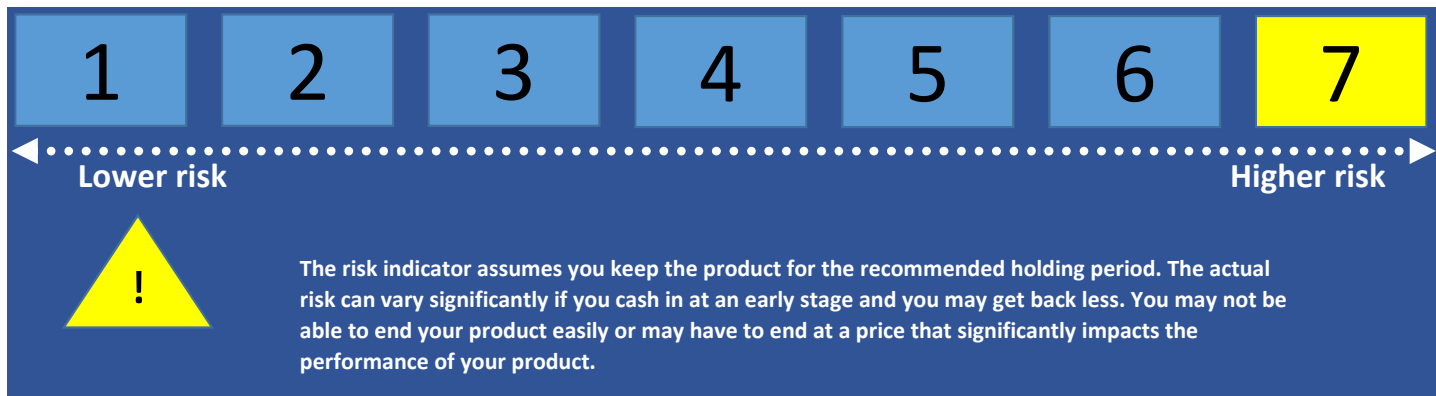 1 2 3 4 5 6 7
Lower risk Higher risk
!
The risk indicator assumes you keep the product for the recommended holding period. The actual
risk can vary significantly if you cash in at an early stage and you may get back less. You may not be
able to end your product easily or may have to end at a price that significantly impacts the
performance of your product.